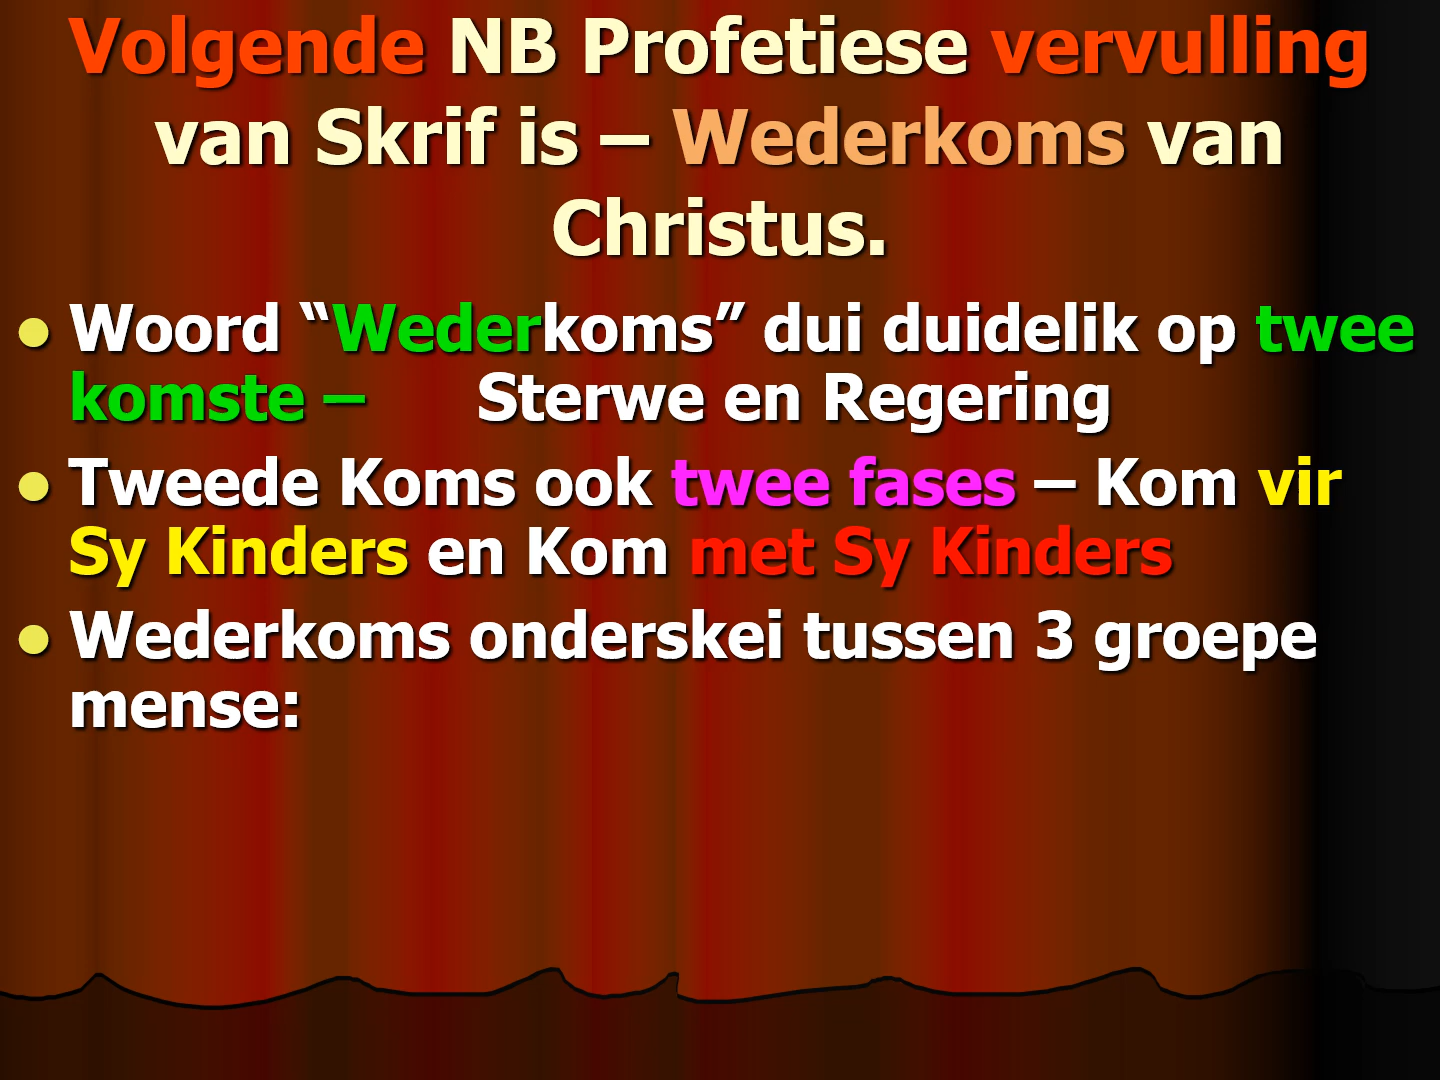 Volgende NB Profetiese vervulling
van Skrif is – Wederkoms van
Christus.
● Woord “Wederkoms” dui duidelik op twee
komste – Sterwe en Regering
● Tweede Koms ook twee fases – Kom vir
Sy Kinders en Kom met Sy Kinders
● Wederkoms onderskei tussen 3 groepe
mense: